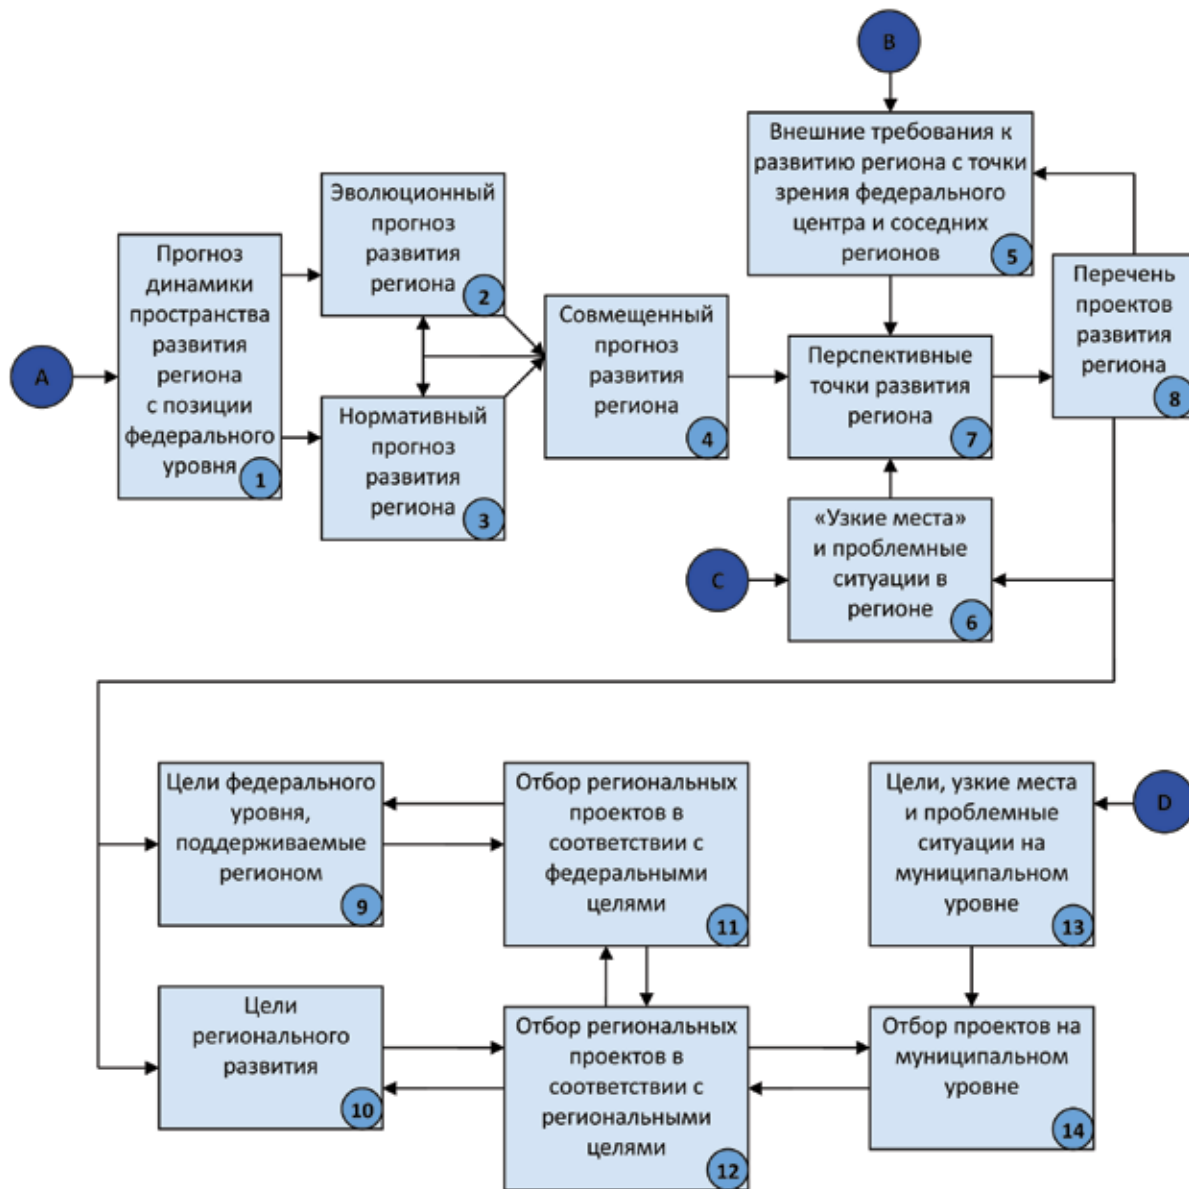 A
Прогноз
динамики
пространства
развития
региона
с позиции
федерального
уровня
1
Эволюционный
прогноз
развития
региона
2
Нормативный
прогноз
развития
региона
3
Совмещенный
прогноз
развития
региона
4
B
Внешние требования к
развитию региона с точки
зрения федерального
центра и соседних
регионов
5
Перспективные
точки развития
региона
7
C
«Узкие места»
и проблемные
ситуации в
регионе
6
Перечень
проектов
развития
региона
8
Цели федерального
уровня,
поддерживаемые
регионом
9
Отбор региональных
проектов в
соответствии с
федеральными
целями
11
Цели, узкие места
и проблемные
ситуации на
муниципальном
уровне
13
D
Цели
регионального
развития
10
Отбор региональных
проектов в
соответствии с
региональными
целями
12
Отбор проектов на
муниципальном
уровне
14